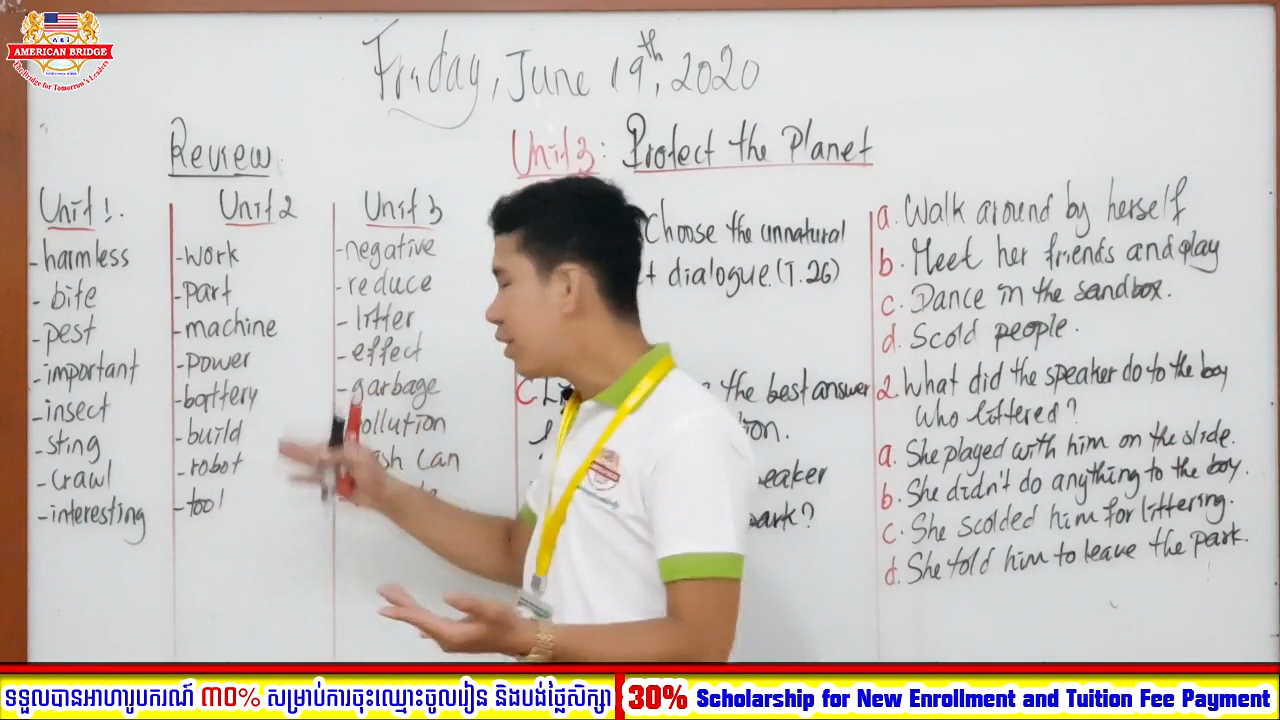 AMERICAN BRIDGE
The Bridge for Tomorrow's Leaders
Friday, June 19th, 2020
Review
Unit 3: Protect the Planet
Unit 1.
- harmless
- bite
- pest
- important
- insect
- sting
- crawl
- interesting
Unit 2
- work
- part
- machine
- power
- battery
- build
- robot
- tool
Unit 3
- negative
- reduce
- litter
- effect
- garbage
ollution
can
Choose the unnatural
dialogue. (T. 26)
C. the best answer
eaker
park?
a. Walk around by herself
b. Meet her friends and play
c. Dance in the sandbox.
d. Scold people.
2. What did the speaker do to the boy
who littered?
a. She played with him on the slide.
b. She didn't do anything to the boy.
c. She scolded him for littering.
d. She told him to leave the park.
ទទួលបានអាហារូបករណ៍ ៣០% សម្រាប់ការចុះឈ្មោះចូលរៀន និងបង់ថ្លៃសិក្សា
30% Scholarship for New Enrollment and Tuition Fee Payment